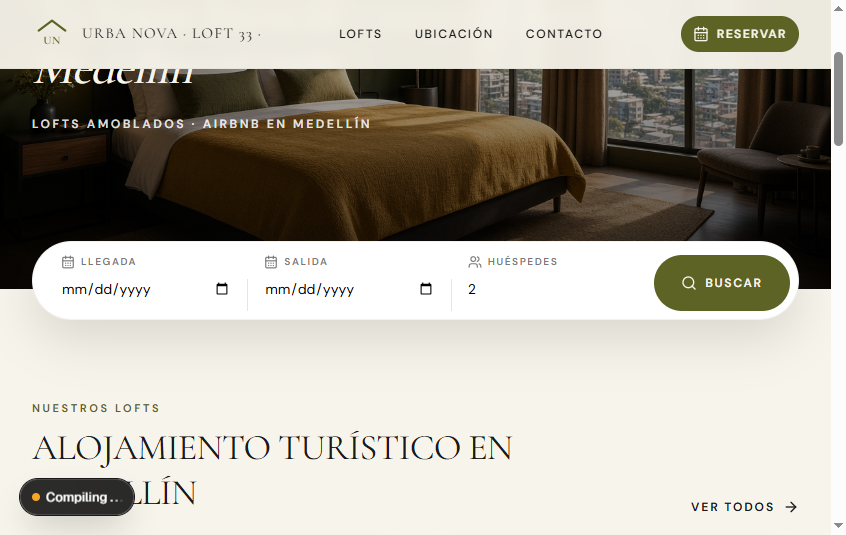 UN
URBA NOVA · LOFT 33 ·
LOFTS
UBICACIÓN
CONTACTO
RESERVAR
Medellín
LOFTS AMOBLADOS · AIRBNB EN MEDELLÍN
LLEGADA
SALIDA
HUÉSPEDES
mm/dd/yyyy
mm/dd/yyyy
2
BUSCAR
NUESTROS LOFTS
ALOJAMIENTO TURÍSTICO EN
LLÍN
Compiling ...
VER TODOS